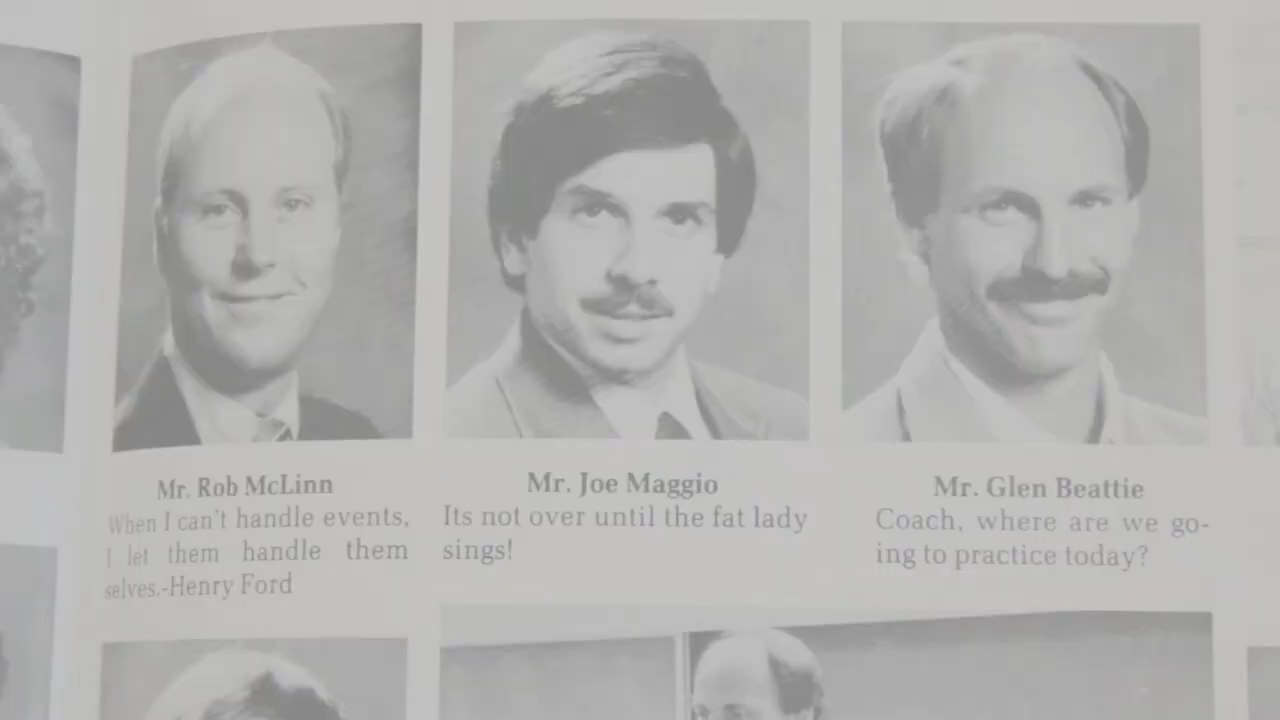 Mr. Rob McLinn
When I can't handle events,
I let them handle them
selves.-Henry Ford
Mr. Joe Maggio
Its not over until the fat lady
sings!
Mr. Glen Beattie
Coach, where are we go-
ing to practice today?